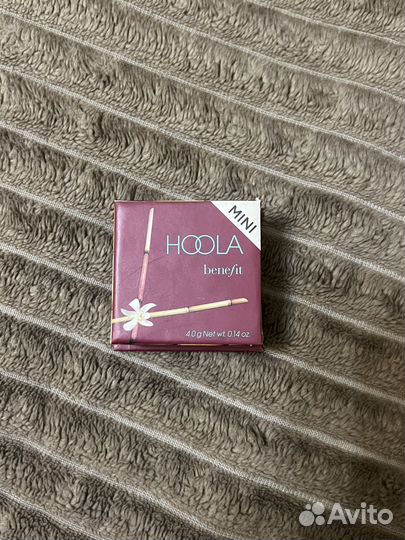 MINI
HOOLA
benefit
4.0 g Net wt. 0.14 oz.
Avito